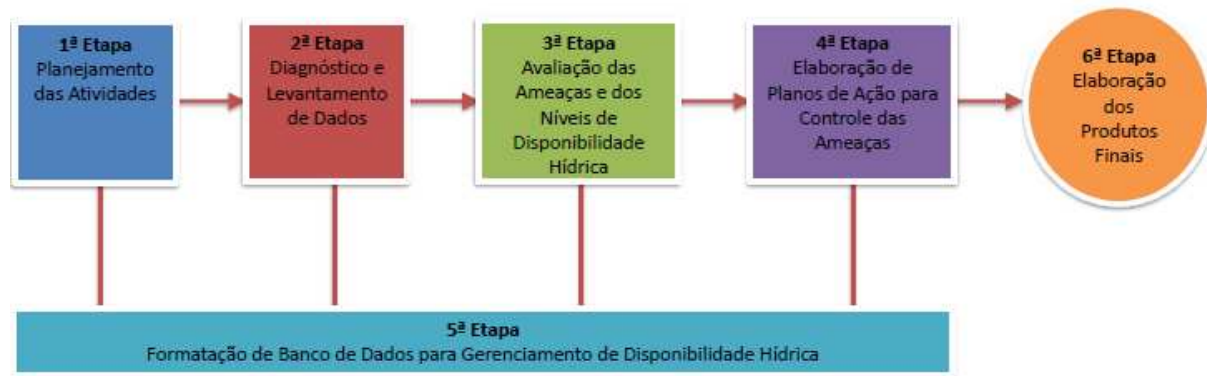 1ª Etapa
Planejamento
das Atividades
2ª Etapa
Diagnóstico e
Levantamento
de Dados
3ª Etapa
Avaliação das
Ameaças e dos
Níveis de
Disponibilidade
Hídrica
4ª Etapa
Elaboração de
Planos de Ação para
Controle das
Ameaças
6ª Etapa
Elaboração
dos
Produtos
Finais
5ª Etapa
Formatação de Banco de Dados para Gerenciamento de Disponibilidade Hídrica